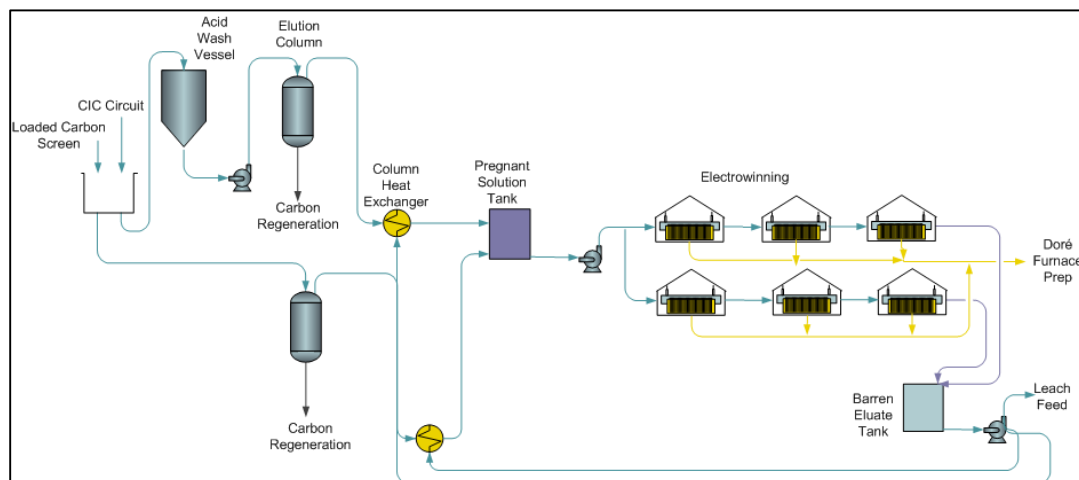 Acid
Wash
Vessel
Elution
Column
CIC Circuit
Loaded Carbon
Screen
Column
Heat
Exchanger
Pregnant
Solution
Tank
Electrowinning
Carbon
Regeneration
Doré
Furnace
Prep
Barren
Eluate
Tank
Leach
Feed
Carbon
Regeneration